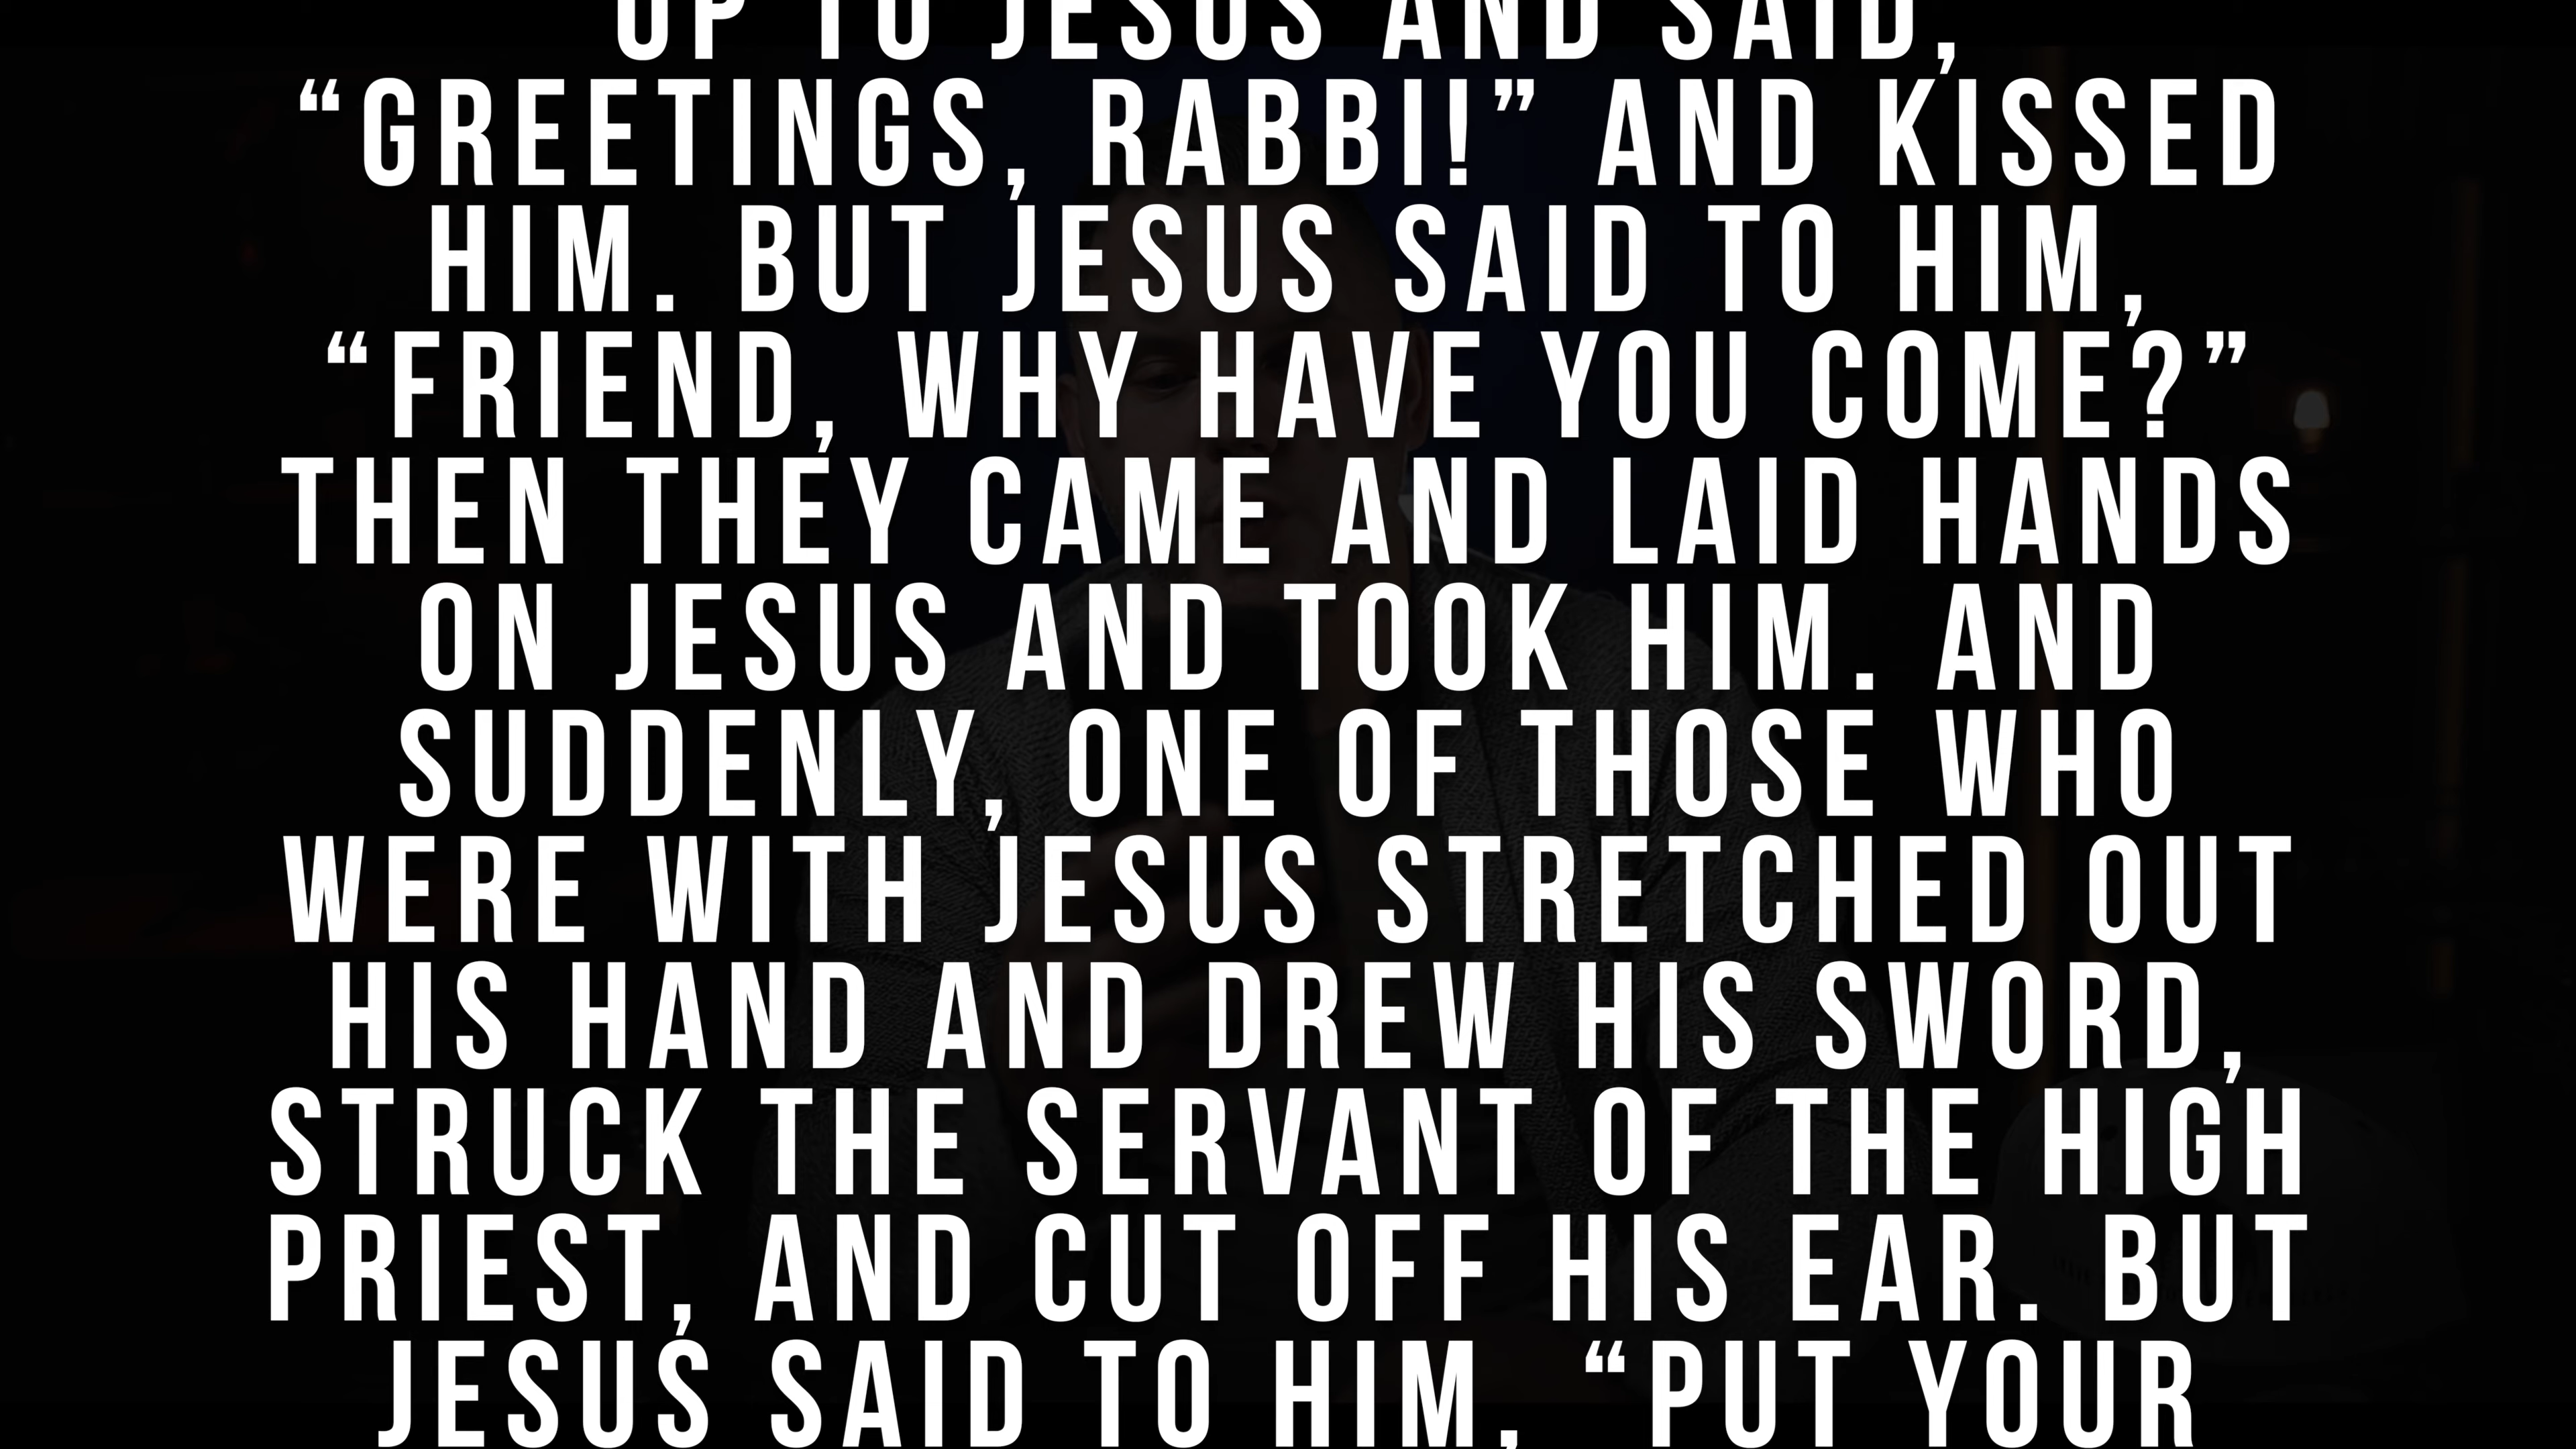 UP TO JESUS AND SAID,
“GREETINGS, RABBI!” AND KISSED
HIM. BUT JESUS SAID TO HIM,
“FRIEND, WHY HAVE YOU COME?”
THEN THEY CAME AND LAID HANDS
ON JESUS AND TOOK HIM. AND
SUDDENLY, ONE OF THOSE WHO
WERE WITH JESUS STRETCHED OUT
HIS HAND AND DREW HIS SWORD,
STRUCK THE SERVANT OF THE HIGH
PRIEST, AND CUT OFF HIS EAR. BUT
JESUS SAID TO HIM, “PUT YOUR